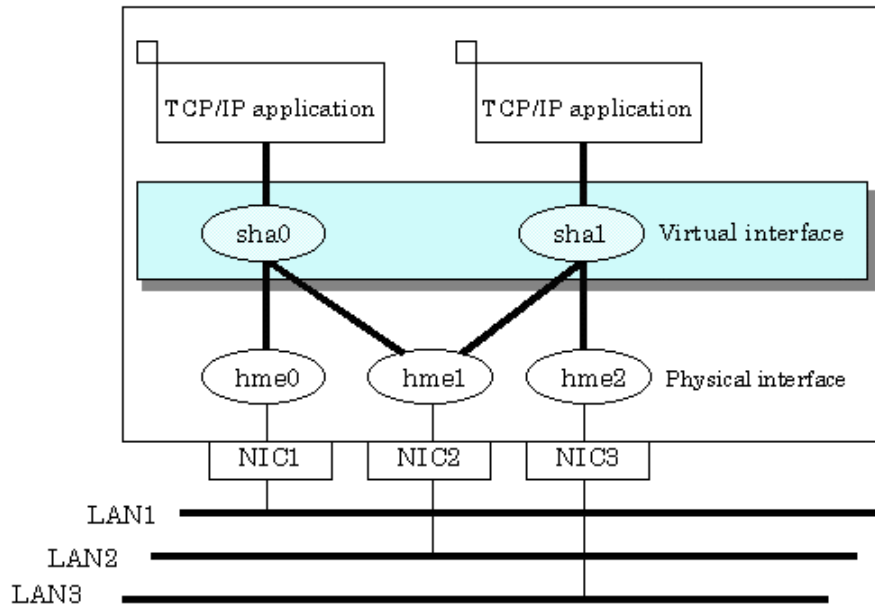 TCP/IP application
TCP/IP application
sha0
sha1
Virtual interface
hme0
hme1
hme2
Physical interface
NIC1
NIC2
NIC3
LAN1
LAN2
LAN3